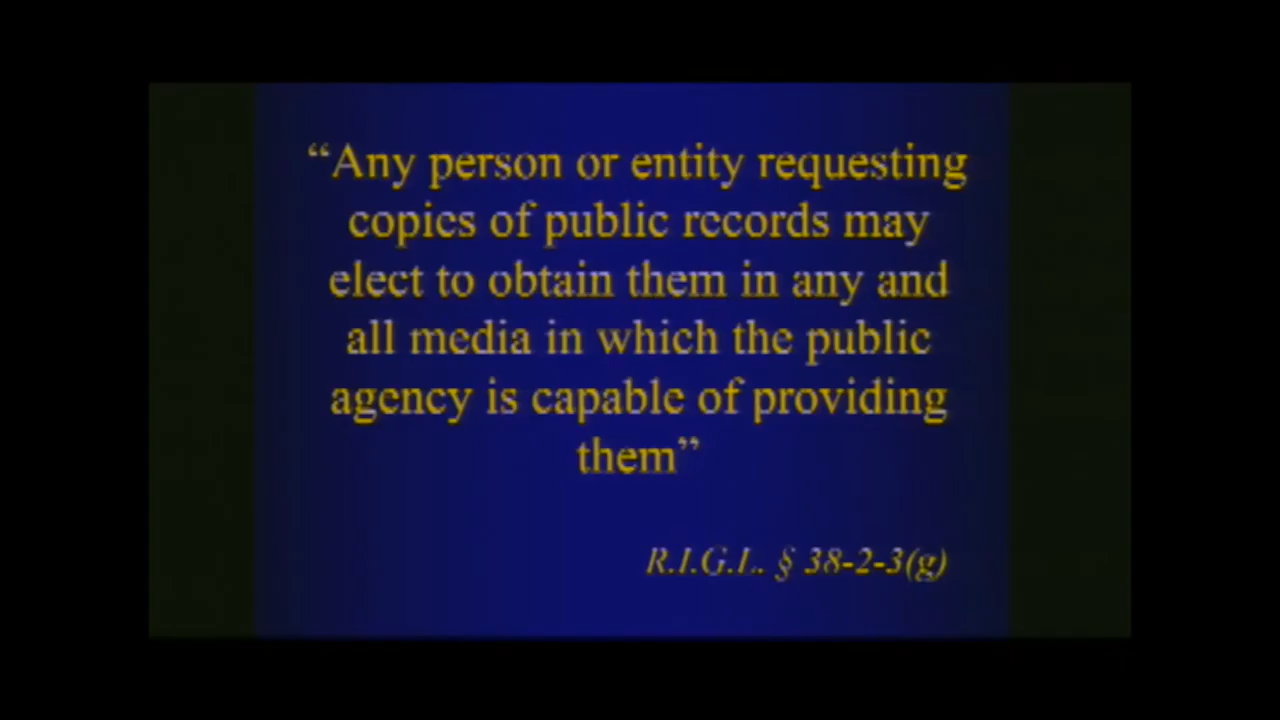 “Any person or entity requesting
copies of public records may
elect to obtain them in any and
all media in which the public
agency is capable of providing
them”
R.I.G.L. § 38-2-3(g)